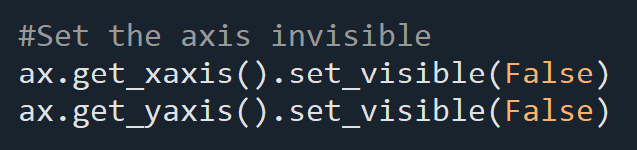 #Set the axis invisible
ax.get_xaxis().set_visible(False)
ax.get_yaxis().set_visible(False)